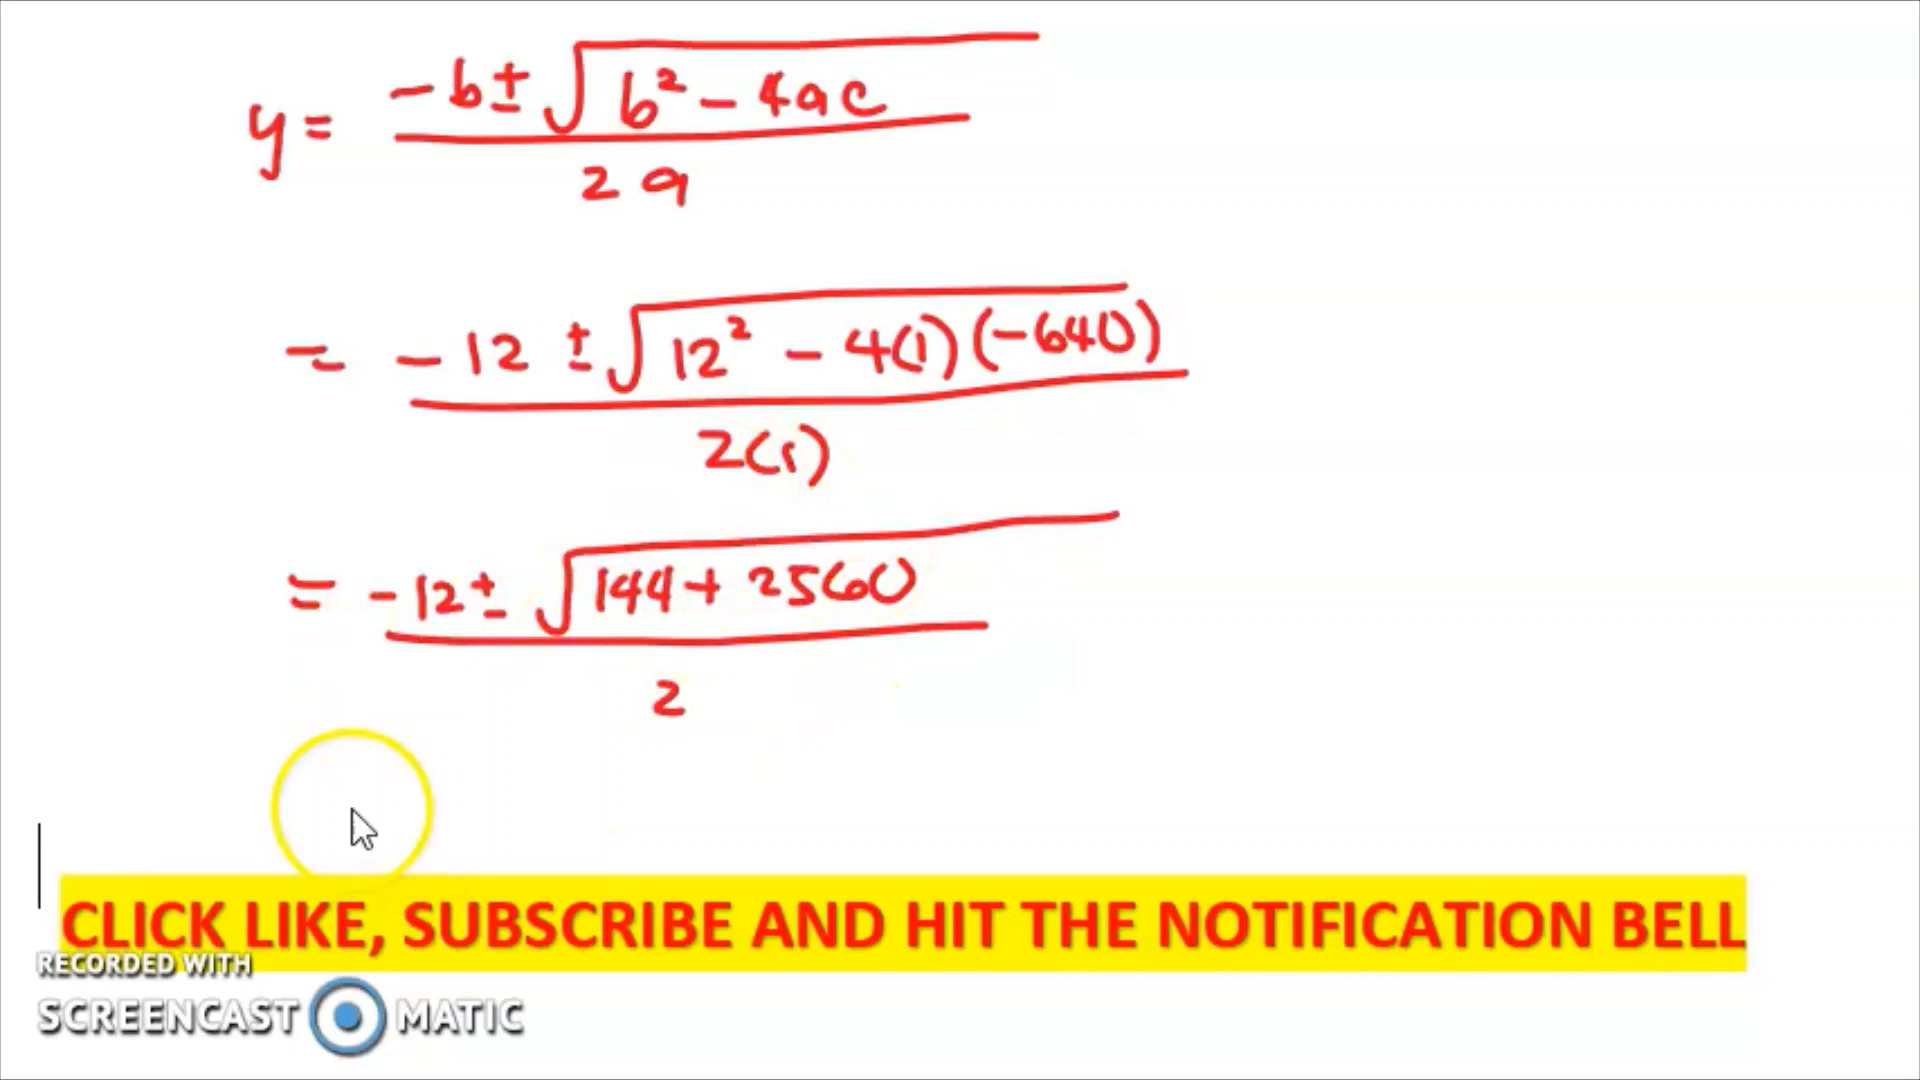 y = -b ± √b² - 4ac
2a
= -12 ± √12² - 4(1)(-640)
2(1)
= -12 ± √144 + 2560
2
CLICK LIKE, SUBSCRIBE AND HIT THE NOTIFICATION BELL
RECORDED WITH
SCREENCAST MATIC